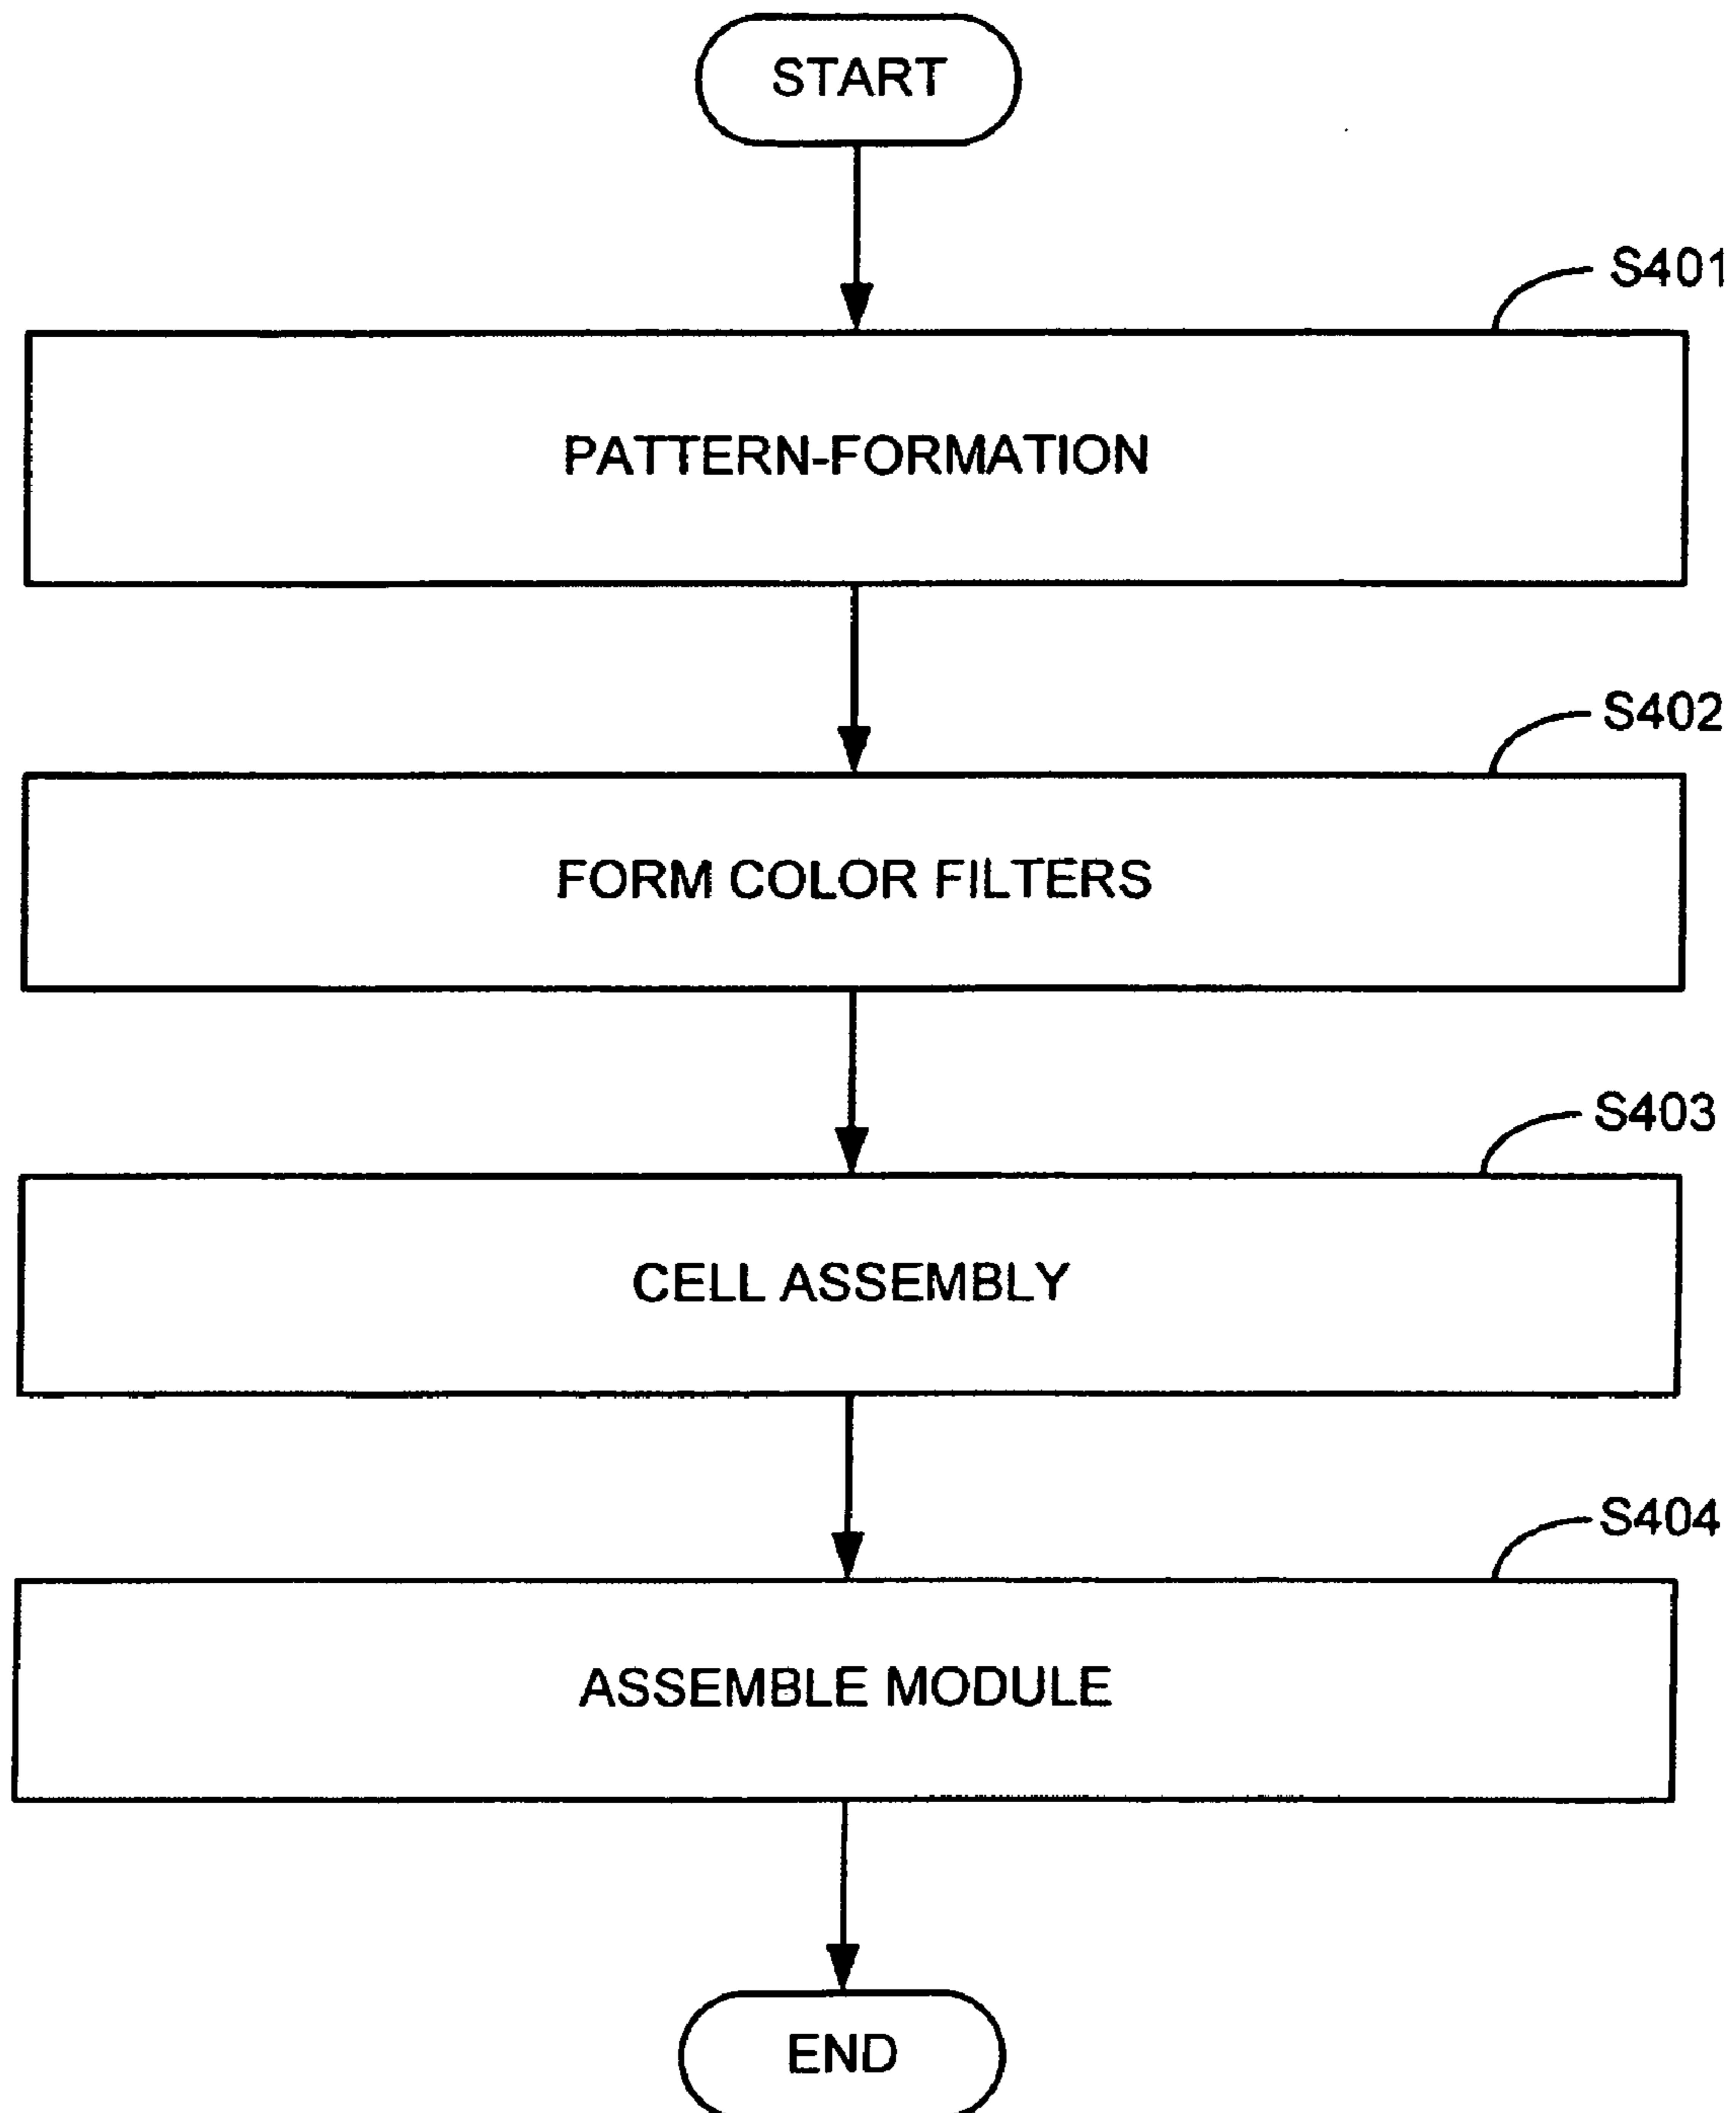 START
S401
PATTERN-FORMATION
S402
FORM COLOR FILTERS
S403
CELL ASSEMBLY
S404
ASSEMBLE MODULE
END